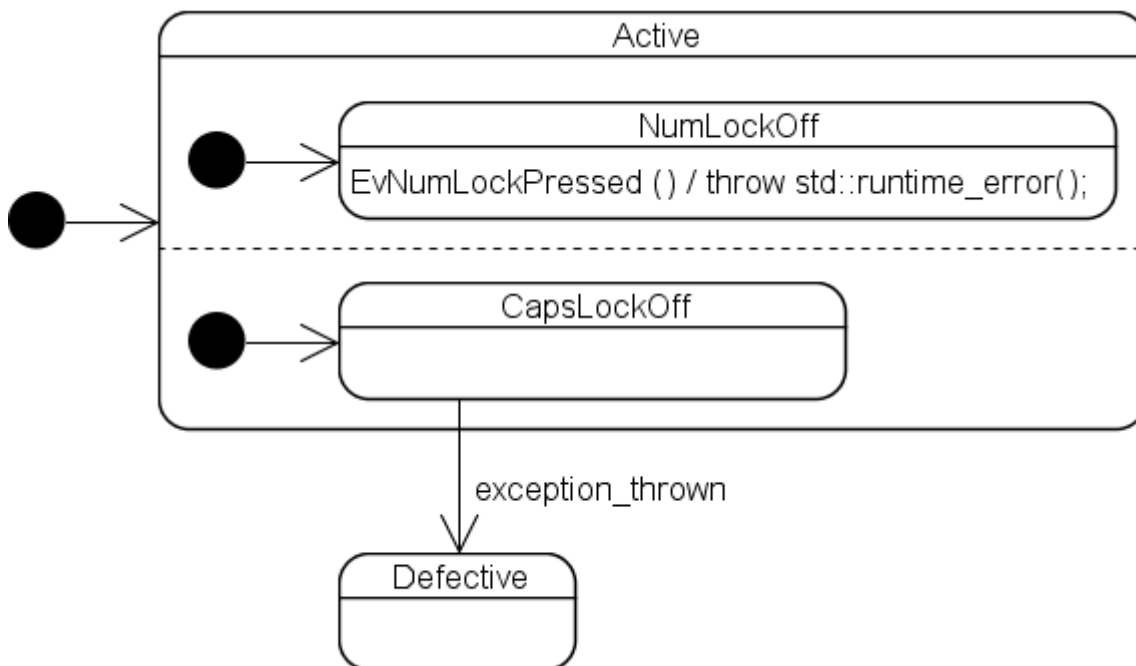 Active
NumLockOff
EvNumLockPressed () / throw std::runtime_error();
CapsLockOff
exception_thrown
Defective